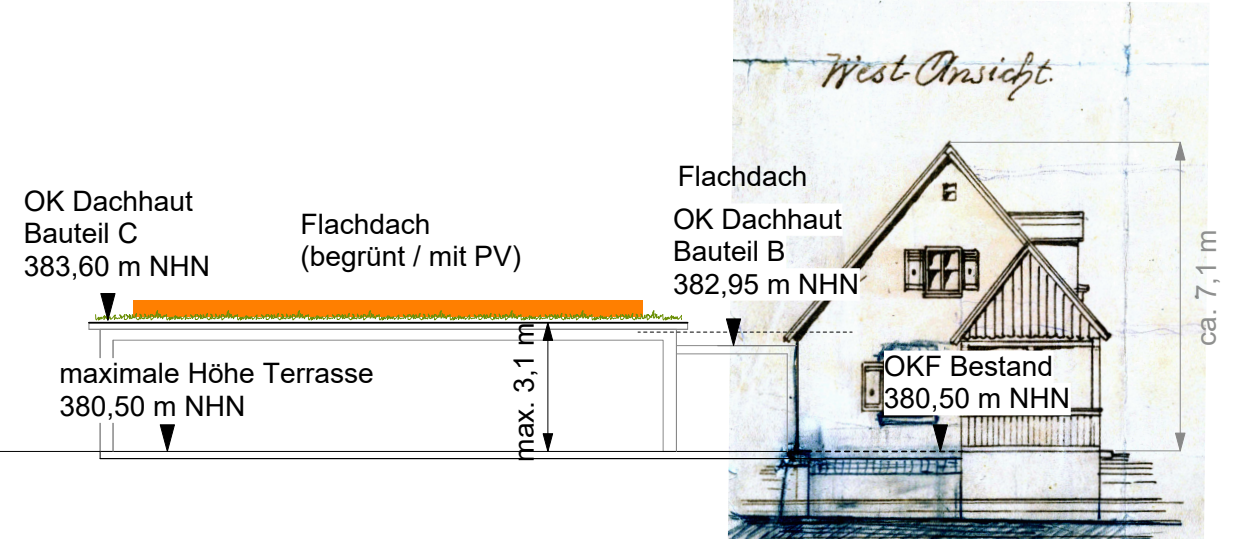 West-Ansicht.
Flachdach
OK Dachhaut
Bauteil B
382,95 m NHN
OK Dachhaut
Bauteil C
383,60 m NHN
Flachdach
(begrünt / mit PV)
ca. 7,1 m
max. 3,1 m
maximale Höhe Terrasse
380,50 m NHN
OKF Bestand
380,50 m NHN